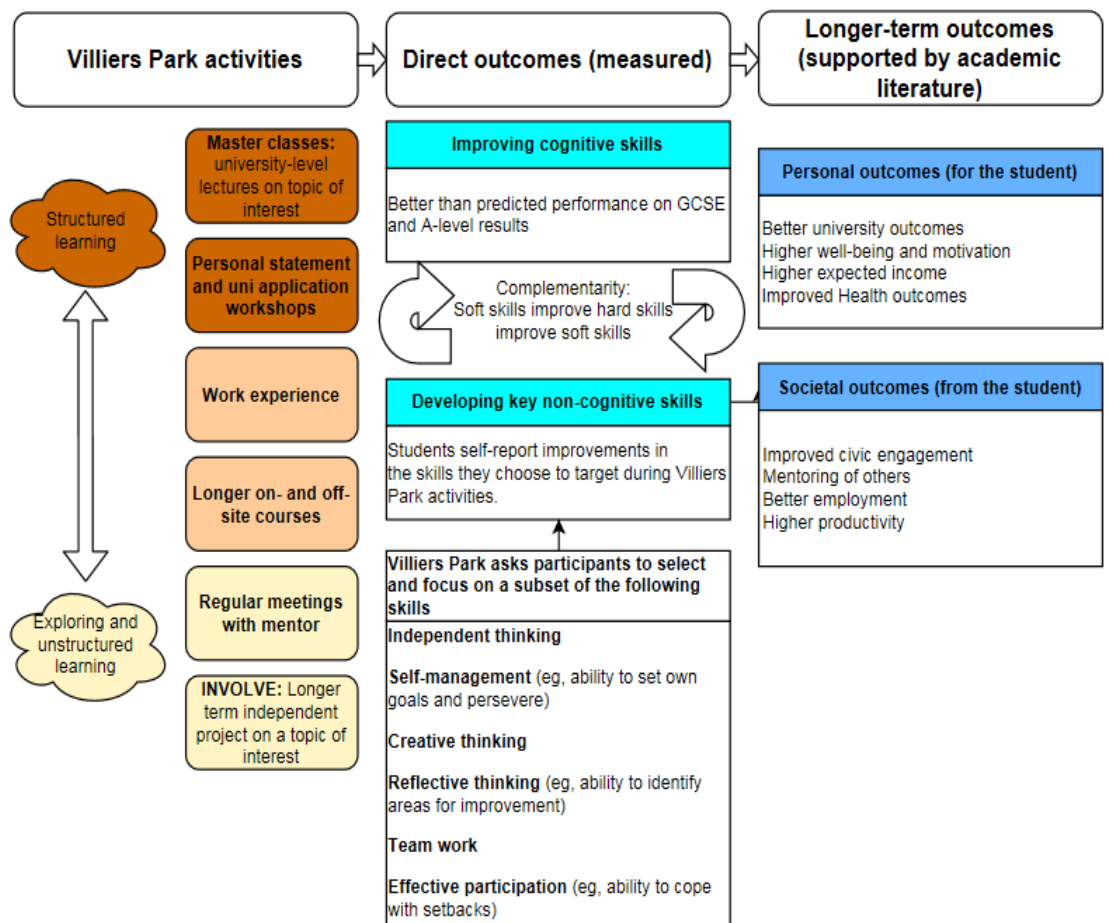 Villiers Park activities
Direct outcomes (measured)
Longer-term outcomes
(supported by academic
literature)
Structured
learning
Exploring and
unstructured
learning
Master classes:
university-level
lectures on topic of
interest
Personal statement
and uni application
workshops
Work experience
Longer on- and off-
site courses
Regular meetings
with mentor
INVOLVE: Longer
term independent
project on a topic of
interest
Improving cognitive skills
Better than predicted performance on GCSE
and A-level results
Complementarity:
Soft skills improve hard skills
improve soft skills
Developing key non-cognitive skills
Students self-report improvements in
the skills they choose to target during Villiers
Park activities.
Villiers Park asks participants to select
and focus on a subset of the following
skills
Independent thinking
Self-management (eg, ability to set own
goals and persevere)
Creative thinking
Reflective thinking (eg, ability to identify
areas for improvement)
Team work
Effective participation (eg, ability to cope
with setbacks)
Personal outcomes (for the student)
Better university outcomes
Higher well-being and motivation
Higher expected income
Improved Health outcomes
Societal outcomes (from the student)
Improved civic engagement
Mentoring of others
Better employment
Higher productivity